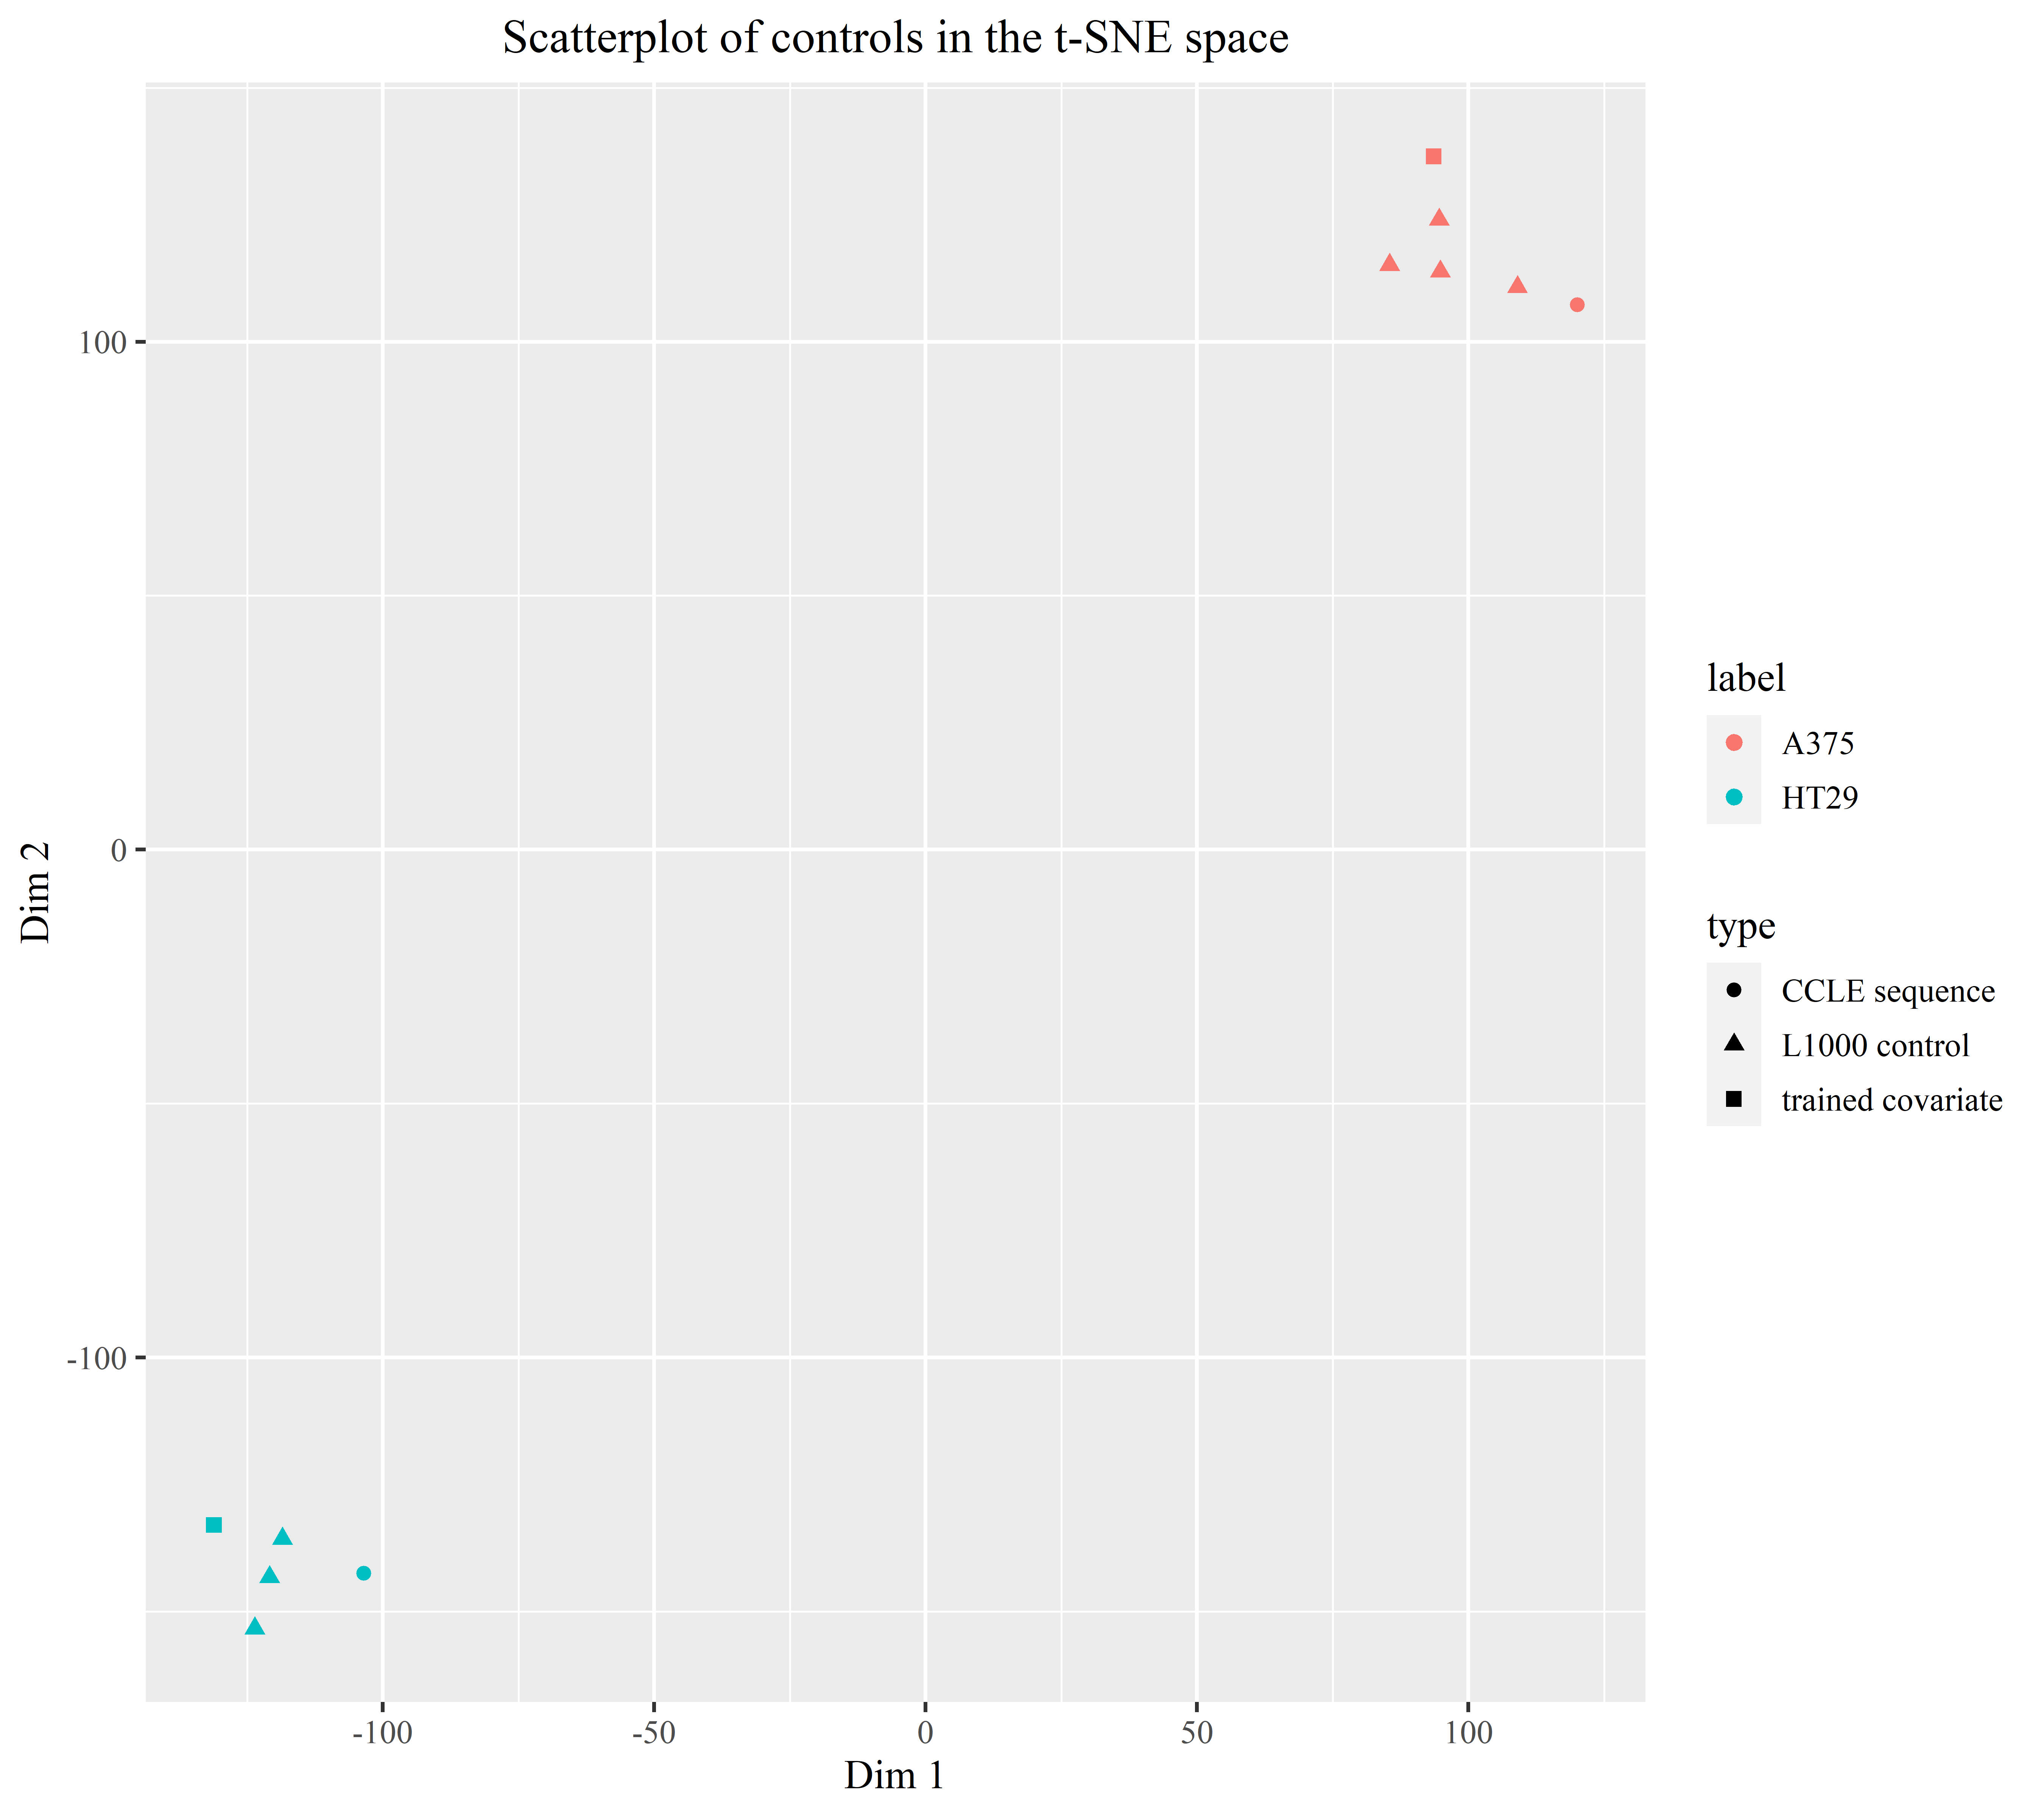 Scatterplot of controls in the t-SNE space
100
0
-100
Dim 2
-100
-50
0
50
100
Dim 1
label
A375
HT29
type
CCLE sequence
L1000 control
trained covariate